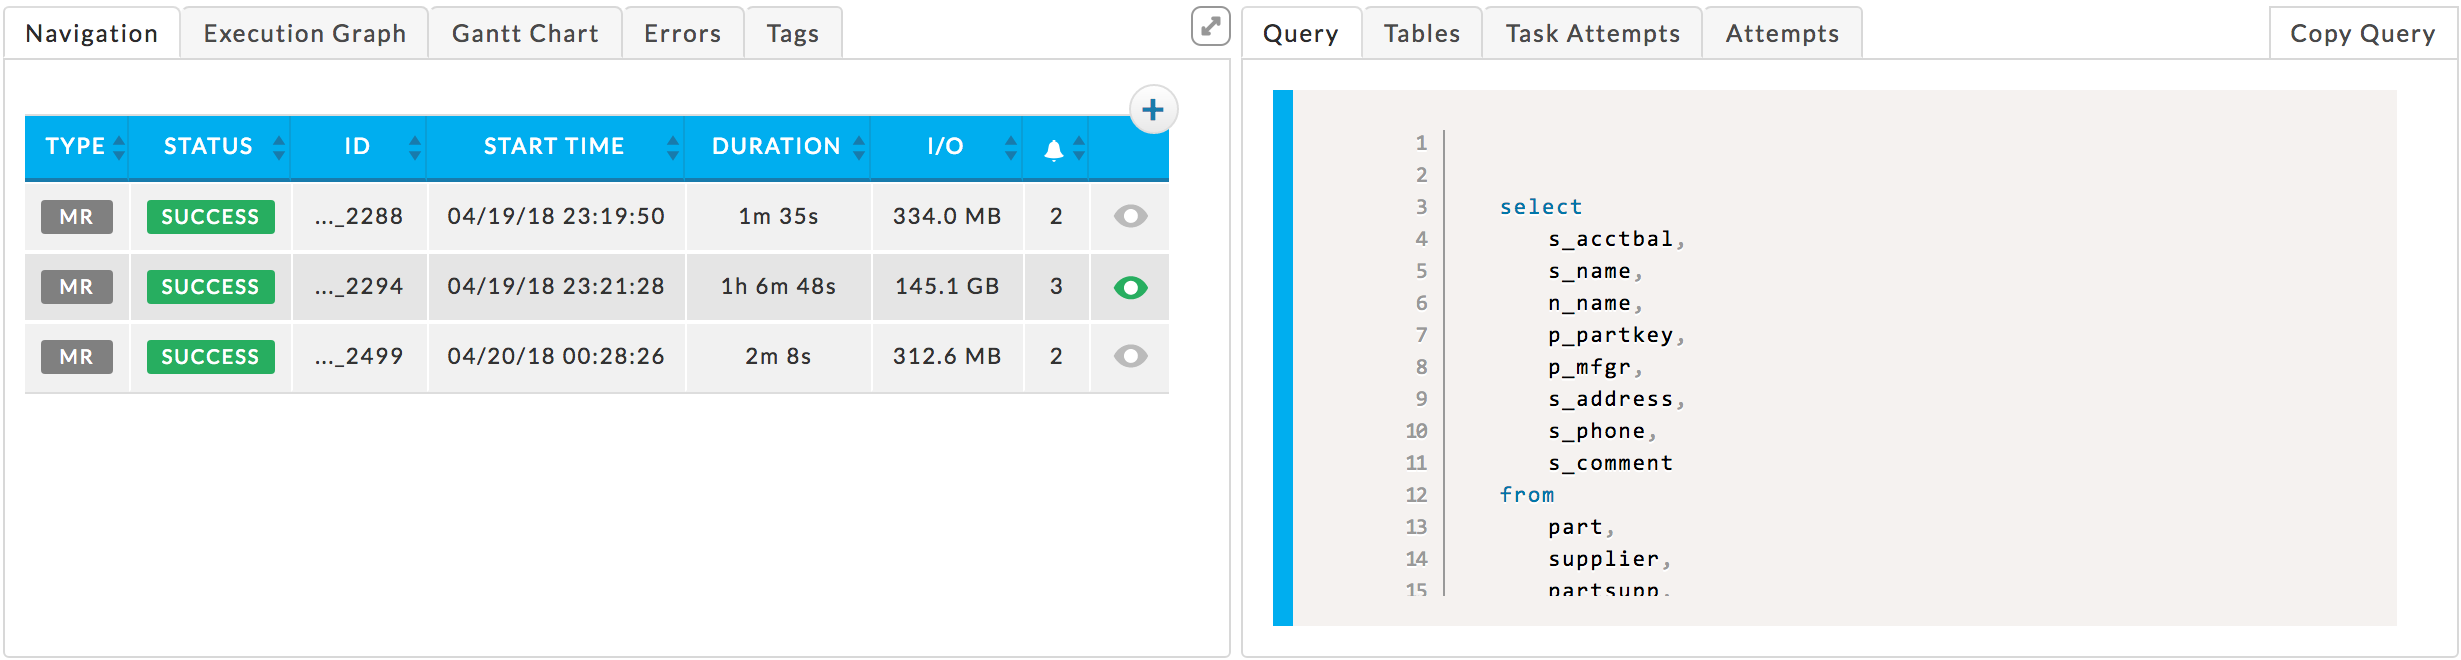 Navigation Execution Graph Gantt Chart Errors Tags
TYPE STATUS ID START TIME DURATION I/O
MR SUCCESS ..._2288 04/19/18 23:19:50 1m 35s 334.0 MB 2
MR SUCCESS ..._2294 04/19/18 23:21:28 1h 6m 48s 145.1 GB 3
MR SUCCESS ..._2499 04/20/18 00:28:26 2m 8s 312.6 MB 2
Query Tables Task Attempts Attempts Copy Query
1
2
3 select
4 s_acctbal,
5 s_name,
6 n_name,
7 p_partkey,
8 p_mfgr,
9 s_address,
10 s_phone,
11 s_comment
12 from
13 part,
14 supplier,
15 partsupp,